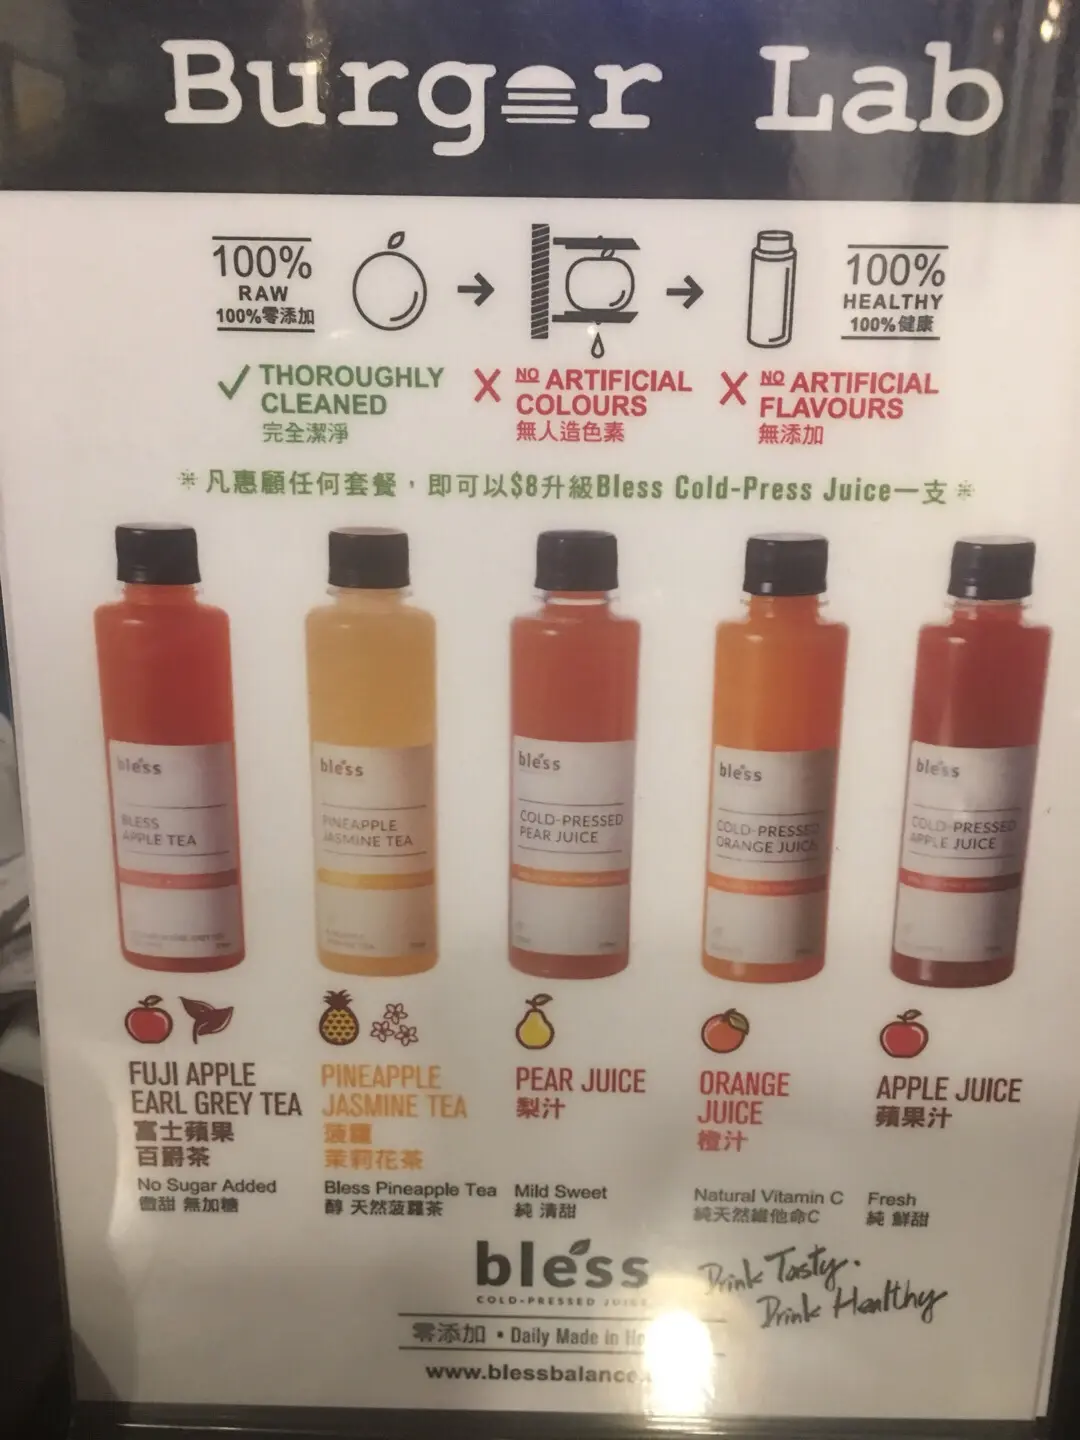 Burger Lab
100%
RAW
100%零添加
100%
HEALTHY
100%健康
THOROUGHLY
CLEANED
完全潔淨
NO ARTIFICIAL
COLOURS
無人造色素
NO ARTIFICIAL
FLAVOURS
無添加
※凡惠顧任何套餐，即可以$8升級Bless Cold-Press Juice一支※
bless
BLESS
APPLE TEA
bless
PINEAPPLE
JASMINE TEA
bless
COLD-PRESSED
PEAR JUICE
bless
COLD-PRESSED
ORANGE JUICE
bless
COLD-PRESSED
APPLE JUICE
FUJI APPLE
EARL GREY TEA
富士蘋果
百爵茶
No Sugar Added
微甜 無加糖
PINEAPPLE
JASMINE TEA
菠蘿
茉莉花茶
Bless Pineapple Tea
醇 天然菠蘿茶
PEAR JUICE
梨汁
Mild Sweet
純 清甜
ORANGE
JUICE
橙汁
Natural Vitamin C
純天然維他命C
APPLE JUICE
蘋果汁
Fresh
純 鮮甜
bless
COLD-PRESSED JUICE
零添加 • Daily Made in
www.blessbalance.
Drink Tasty.
Drink Healthy